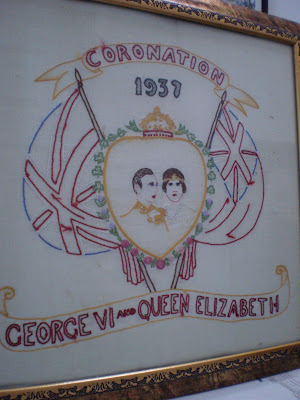 CORONATION
1937
GEORGE VI AND QUEEN ELIZABETH